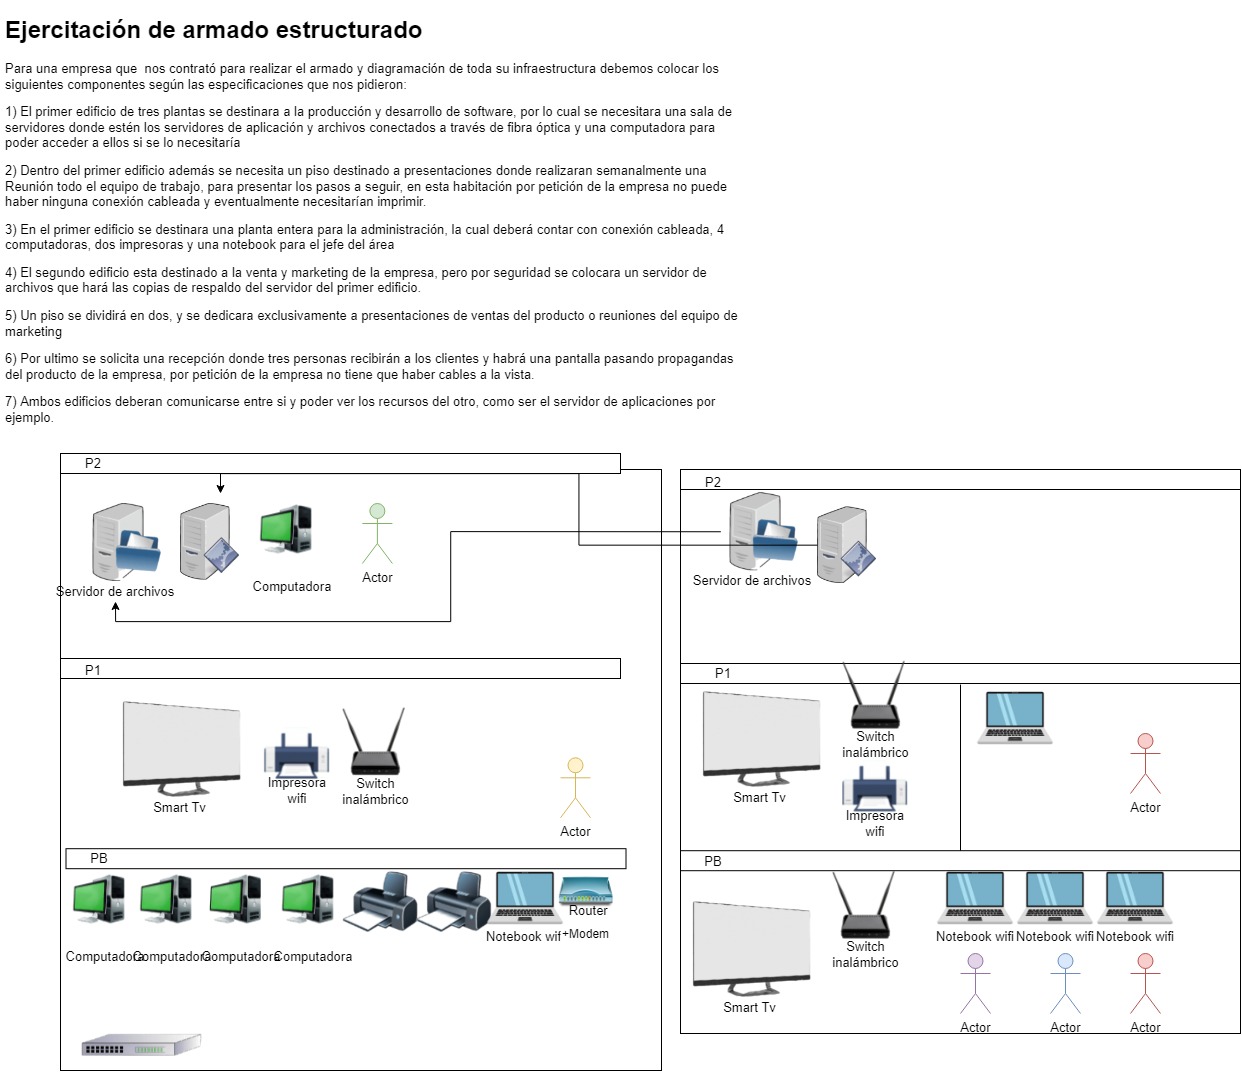 Ejercitación de armado estructurado
Para una empresa que  nos contrató para realizar el armado y diagramación de toda su infraestructura debemos colocar los
siguientes componentes según las especificaciones que nos pidieron:
1) El primer edificio de tres plantas se destinara a la producción y desarrollo de software, por lo cual se necesitara una sala de
servidores donde estén los servidores de aplicación y archivos conectados a través de fibra óptica y una computadora para
poder acceder a ellos si se lo necesitaría
2) Dentro del primer edificio además se necesita un piso destinado a presentaciones donde realizaran semanalmente una
Reunión todo el equipo de trabajo, para presentar los pasos a seguir, en esta habitación por petición de la empresa no puede
haber ninguna conexión cableada y eventualmente necesitarían imprimir.
3) En el primer edificio se destinara una planta entera para la administración, la cual deberá contar con conexión cableada, 4
computadoras, dos impresoras y una notebook para el jefe del área
4) El segundo edificio esta destinado a la venta y marketing de la empresa, pero por seguridad se colocara un servidor de
archivos que hará las copias de respaldo del servidor del primer edificio.
5) Un piso se dividirá en dos, y se dedicara exclusivamente a presentaciones de ventas del producto o reuniones del equipo de
marketing
6) Por ultimo se solicita una recepción donde tres personas recibirán a los clientes y habrá una pantalla pasando propagandas
del producto de la empresa, por petición de la empresa no tiene que haber cables a la vista.
7) Ambos edificios deberan comunicarse entre si y poder ver los recursos del otro, como ser el servidor de aplicaciones por
ejemplo.
P2
Servidor de archivos
Computadora
Actor
P1
Smart Tv
Impresora
wifi
Switch
inalámbrico
Actor
PB
Computadora
Computadora
Computadora
Computadora
Notebook wif
Router
+Modem
P2
Servidor de archivos
P1
Smart Tv
Switch
inalámbrico
Impresora
wifi
Actor
PB
Smart Tv
Switch
inalámbrico
Notebook wifi
Notebook wifi
Notebook wifi
Actor
Actor
Actor